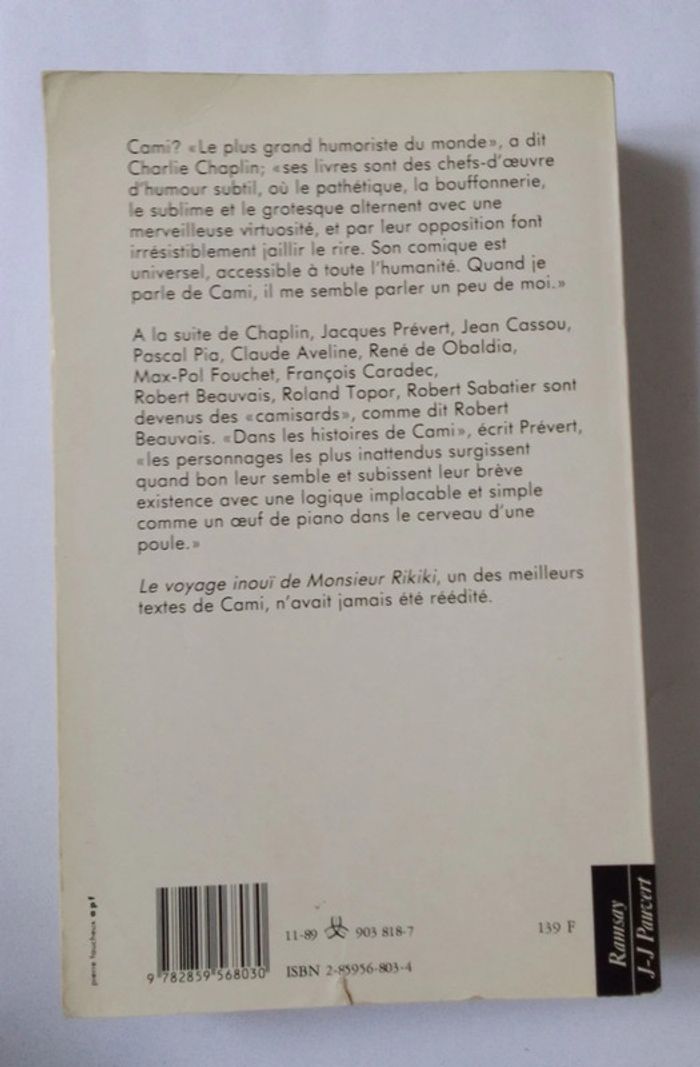 Cami? «Le plus grand humoriste du monde», a dit
Charlie Chaplin; «ses livres sont des chefs-d'œuvre
d'humour subtil, où le pathétique, la bouffonnerie,
le sublime et le grotesque alternent avec une
merveilleuse virtuosité, et par leur opposition font
irrésistiblement jaillir le rire. Son comique est
universel, accessible à toute l'humanité. Quand je
parle de Cami, il me semble parler un peu de moi.»
A la suite de Chaplin, Jacques Prévert, Jean Cassou,
Pascal Pia, Claude Aveline, René de Obaldia,
Max-Pol Fouchet, François Caradec,
Robert Beauvais, Roland Topor, Robert Sabatier sont
devenus des «camisards», comme dit Robert
Beauvais. «Dans les histoires de Cami», écrit Prévert,
«les personnages les plus inattendus surgissent
quand bon leur semble et subissent leur brève
existence avec une logique implacable et simple
comme un œuf de piano dans le cerveau d'une
poule.»
Le voyage inouï de Monsieur Rikiki, un des meilleurs
textes de Cami, n'avait jamais été réédité.
pierre faucheux apf
9 782859 568030
11-89 903 818-7
ISBN 2-85956-803-4
139 F
Ramsay
J-J Pauvert